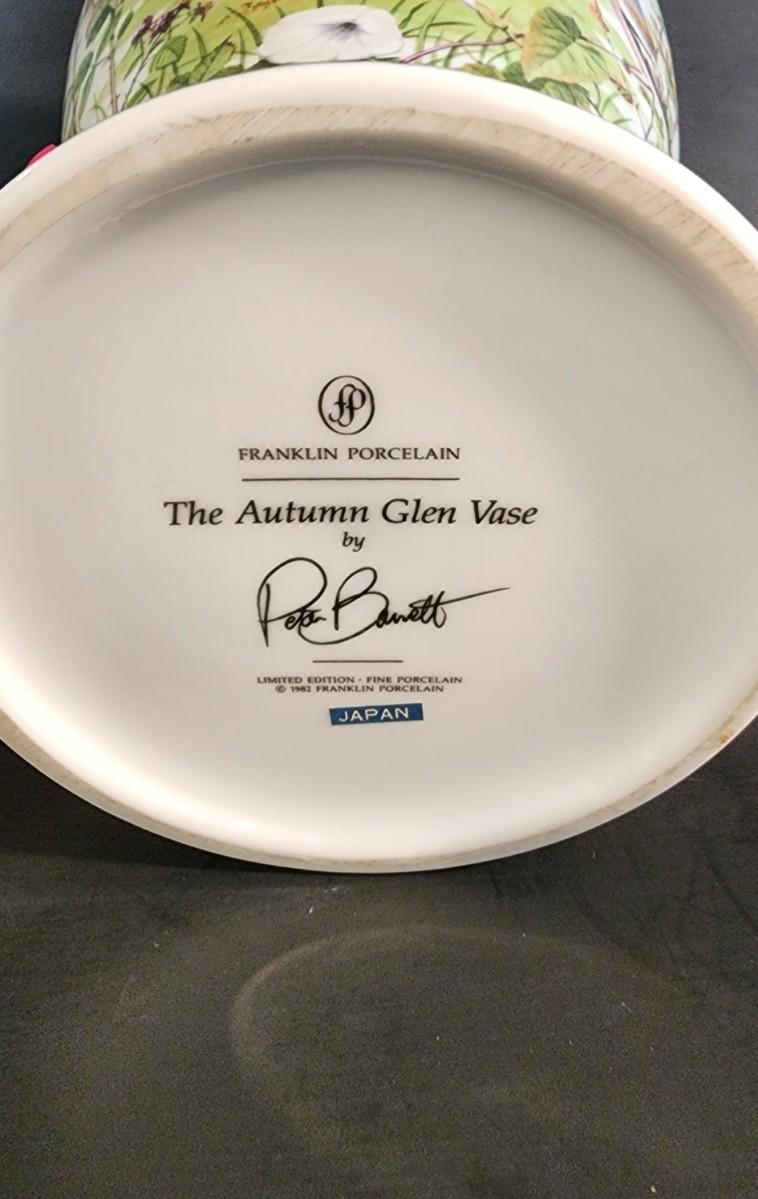 fp
FRANKLIN PORCELAIN
The Autumn Glen Vase
by
Peter Barrett
LIMITED EDITION · FINE PORCELAIN
© 1982 FRANKLIN PORCELAIN
JAPAN